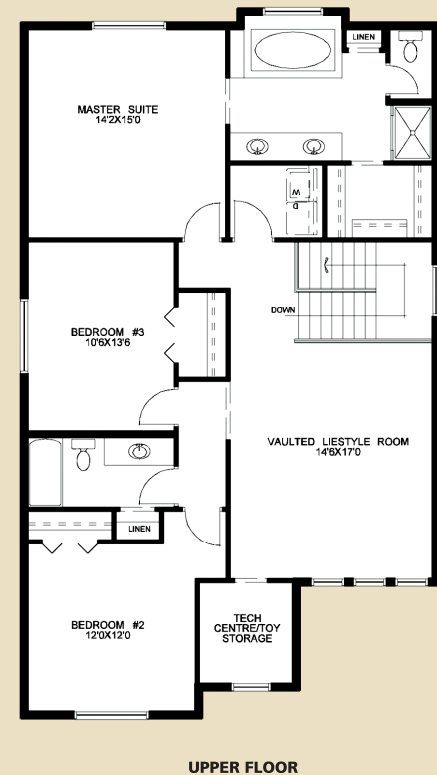 LINEN
MASTER SUITE
14'2X15'0
W
D
DOWN
BEDROOM #3
10'6X13'6
VAULTED LIESTYLE ROOM
14'6X17'0
LINEN
TECH
CENTRE/TOY
STORAGE
BEDROOM #2
12'0X12'0
UPPER FLOOR